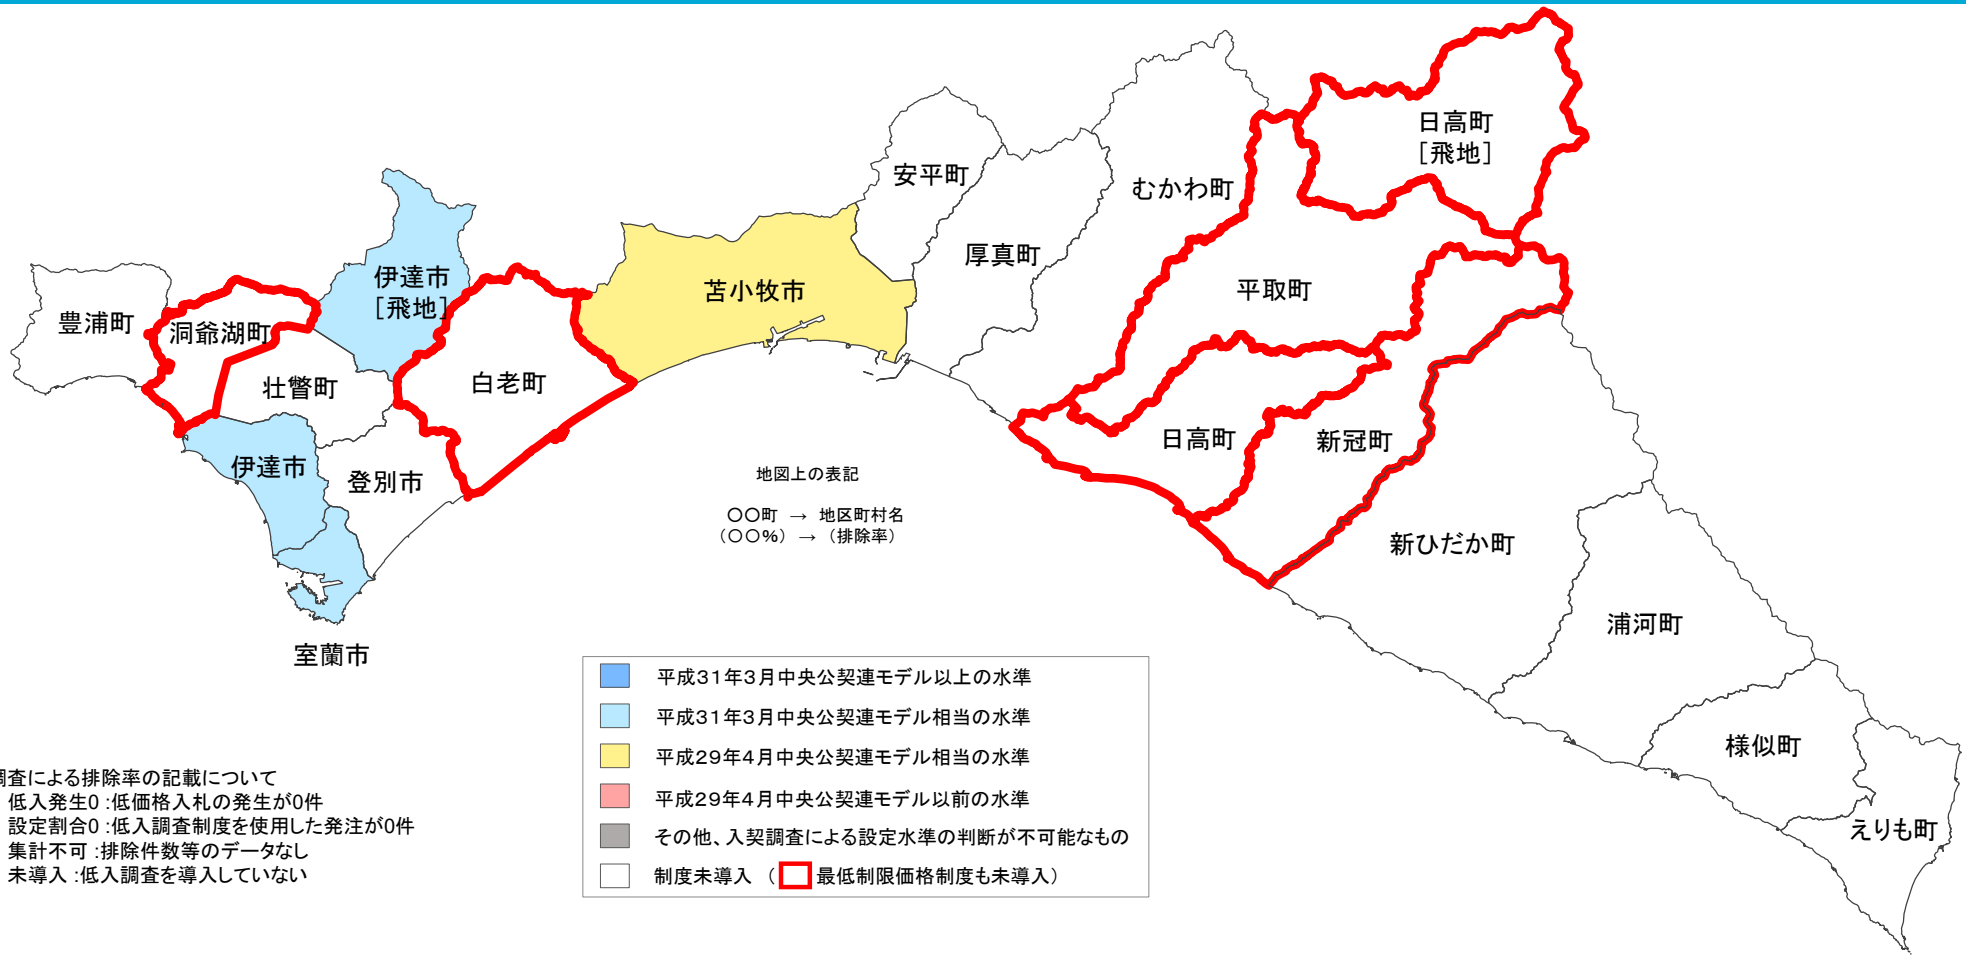 日高町
［飛地］
安平町
むかわ町
厚真町
伊達市
［飛地］
苫小牧市
平取町
豊浦町
洞爺湖町
壮瞥町
白老町
日高町
新冠町
伊達市
登別市
地図上の表記
〇〇町 → 地区町村名
（〇〇%） → （排除率）
新ひだか町
浦河町
室蘭市
様似町
えりも町
平成31年3月中央公契連モデル以上の水準
平成31年3月中央公契連モデル相当の水準
平成29年4月中央公契連モデル相当の水準
平成29年4月中央公契連モデル以前の水準
その他、入契調査による設定水準の判断が不可能なもの
制度未導入 （ 最低制限価格制度も未導入）
調査による排除率の記載について
低入発生0：低価格入札の発生が0件
設定割合0：低入調査制度を使用した発注が0件
集計不可：排除件数等のデータなし
未導入：低入調査を導入していない